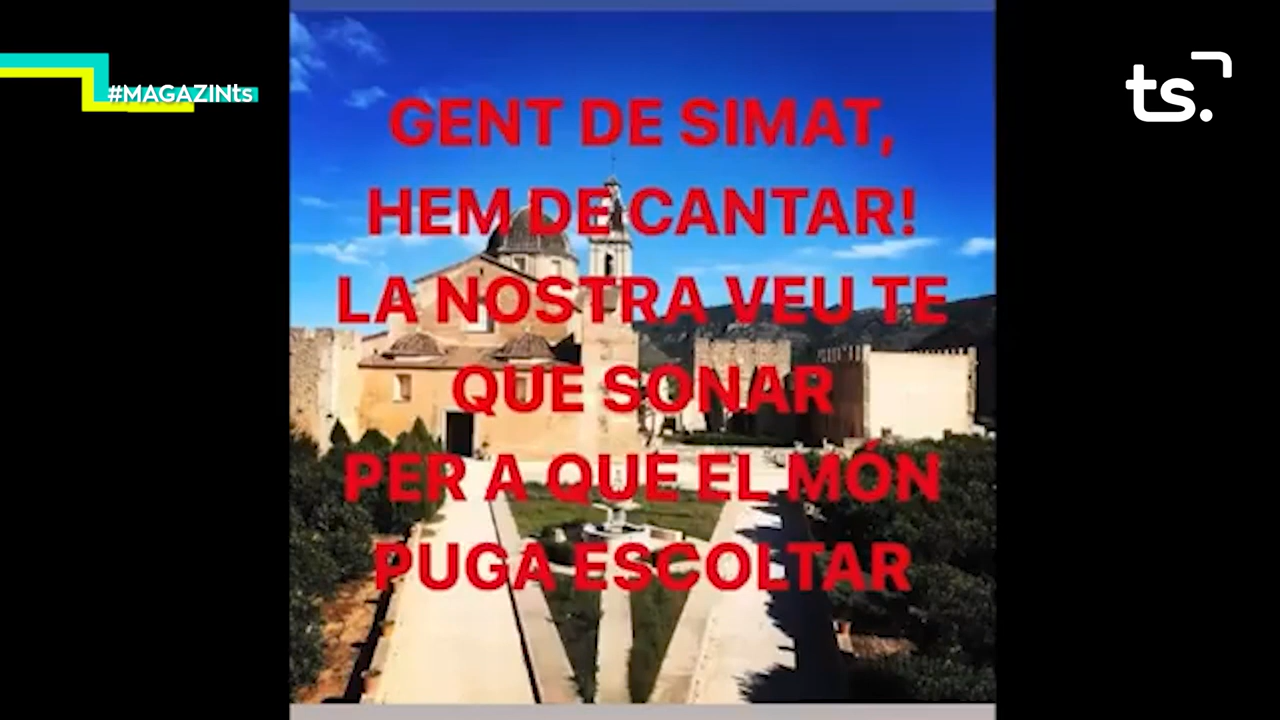 #MAGAZINts
ts.
GENT DE SIMAT,
HEM DE CANTAR!
LA NOSTRA VEU TE
QUE SONAR
PER A QUE EL MÓN
PUGA ESCOLTAR